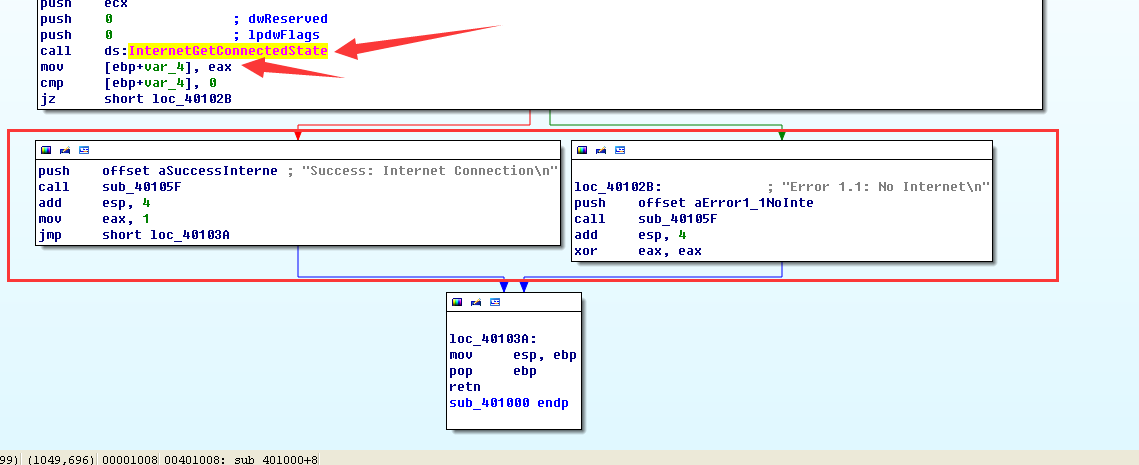 push ecx
push 0 ; dwReserved
push 0 ; lpdwFlags
call ds:InternetGetConnectedState
mov [ebp+var_4], eax
cmp [ebp+var_4], 0
jz short loc_40102B
push offset aSuccessInterne ; "Success: Internet Connection\n"
call sub_40105F
add esp, 4
mov eax, 1
jmp short loc_40103A
loc_40102B: ; "Error 1.1: No Internet\n"
push offset aError1_1NoInte
call sub_40105F
add esp, 4
xor eax, eax
loc_40103A:
mov esp, ebp
pop ebp
retn
sub_401000 endp
99) (1049,696) 00001008 00401008: sub_401000+8